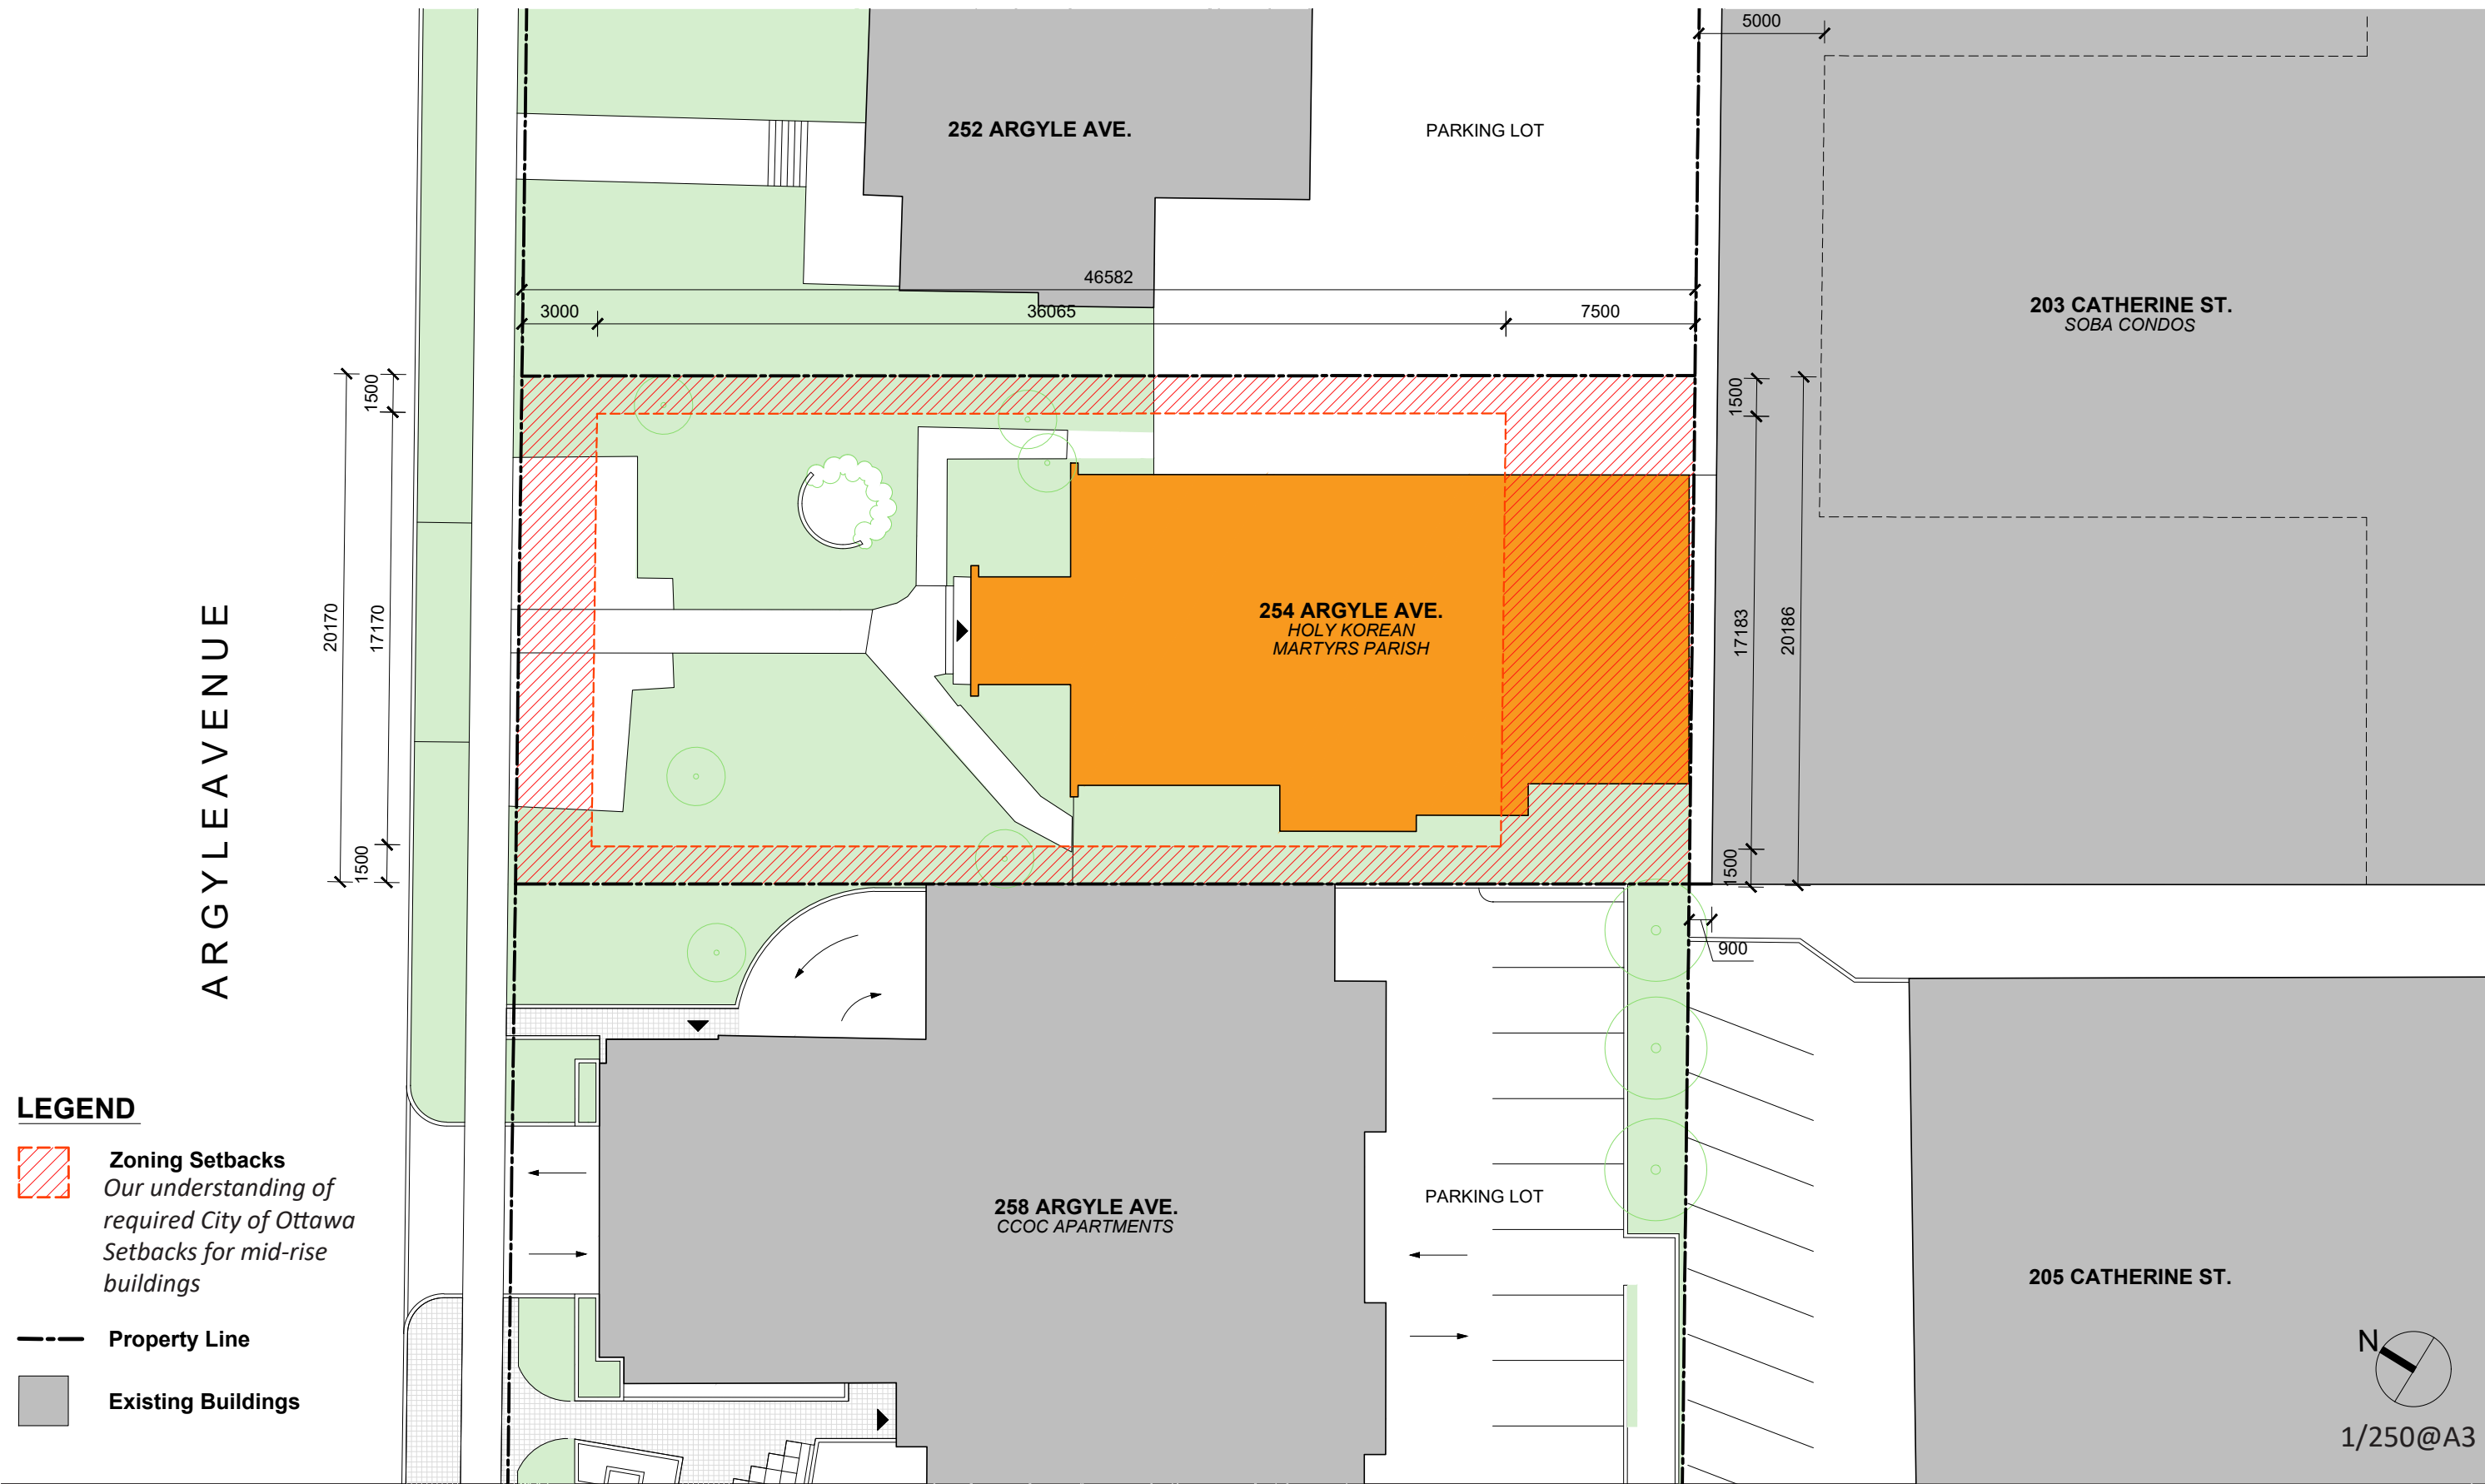 5000
252 ARGYLE AVE.
PARKING LOT
46582
3000
36065
7500
203 CATHERINE ST.
SOBA CONDOS
1500
20170
17170
1500
ARGYLEAVENUE
254 ARGYLE AVE.
HOLY KOREAN
MARTYRS PARISH
1500
17183
20186
1500
900
LEGEND
Zoning Setbacks
Our understanding of
required City of Ottawa
Setbacks for mid-rise
buildings
Property Line
Existing Buildings
258 ARGYLE AVE.
CCOC APARTMENTS
PARKING LOT
205 CATHERINE ST.
N
1/250@A3